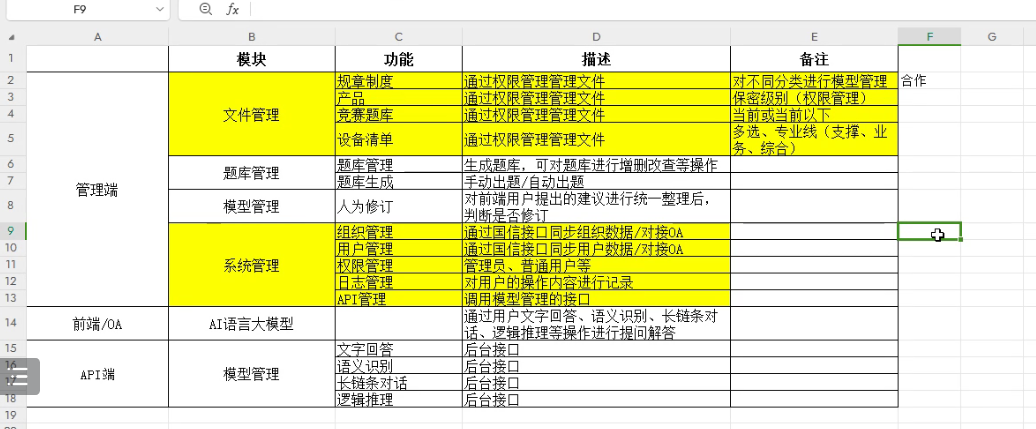 F9
fx
A B C D E F G
1 模块 功能 描述 备注
2 规章制度 通过权限管理管理文件 对不同分类进行模型管理 合作
3 产品 通过权限管理管理文件 保密级别（权限管理）
4 文件管理 竞赛题库 通过权限管理管理文件 当前或当前以下
5 设备清单 通过权限管理管理文件 多选、专业线（支撑、业
务、综合）
6 题库管理 题库管理 生成题库，可对题库进行增删改查等操作
7 管理端 题库生成 手动出题/自动出题
8 模型管理 人为修订 对前端用户提出的建议进行统一整理后，
判断是否修订
9 组织管理 通过国信接口同步组织数据/对接OA
10 用户管理 通过国信接口同步用户数据/对接OA
11 系统管理 权限管理 管理员、普通用户等
12 日志管理 对用户的操作内容进行记录
13 API管理 调用模型管理的接口
14 前端/OA AI语言大模型 通过用户文字回答、语义识别、长链条对
话、逻辑推理等操作进行提问解答
15 文字回答 后台接口
16 语义识别 后台接口
17 API端 模型管理 长链条对话 后台接口
18 逻辑推理 后台接口
19